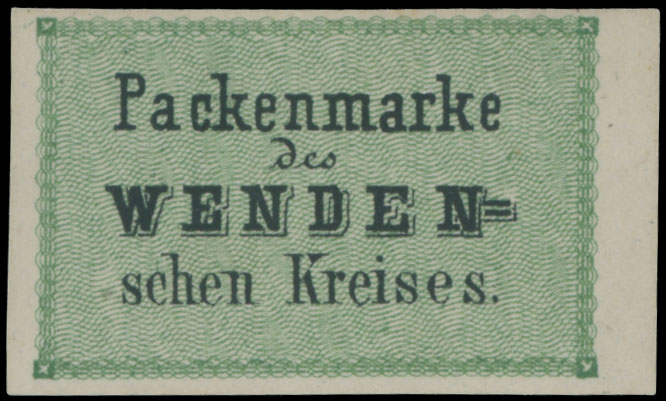 Packenmarke
des
WENDEN=
schen Kreises.